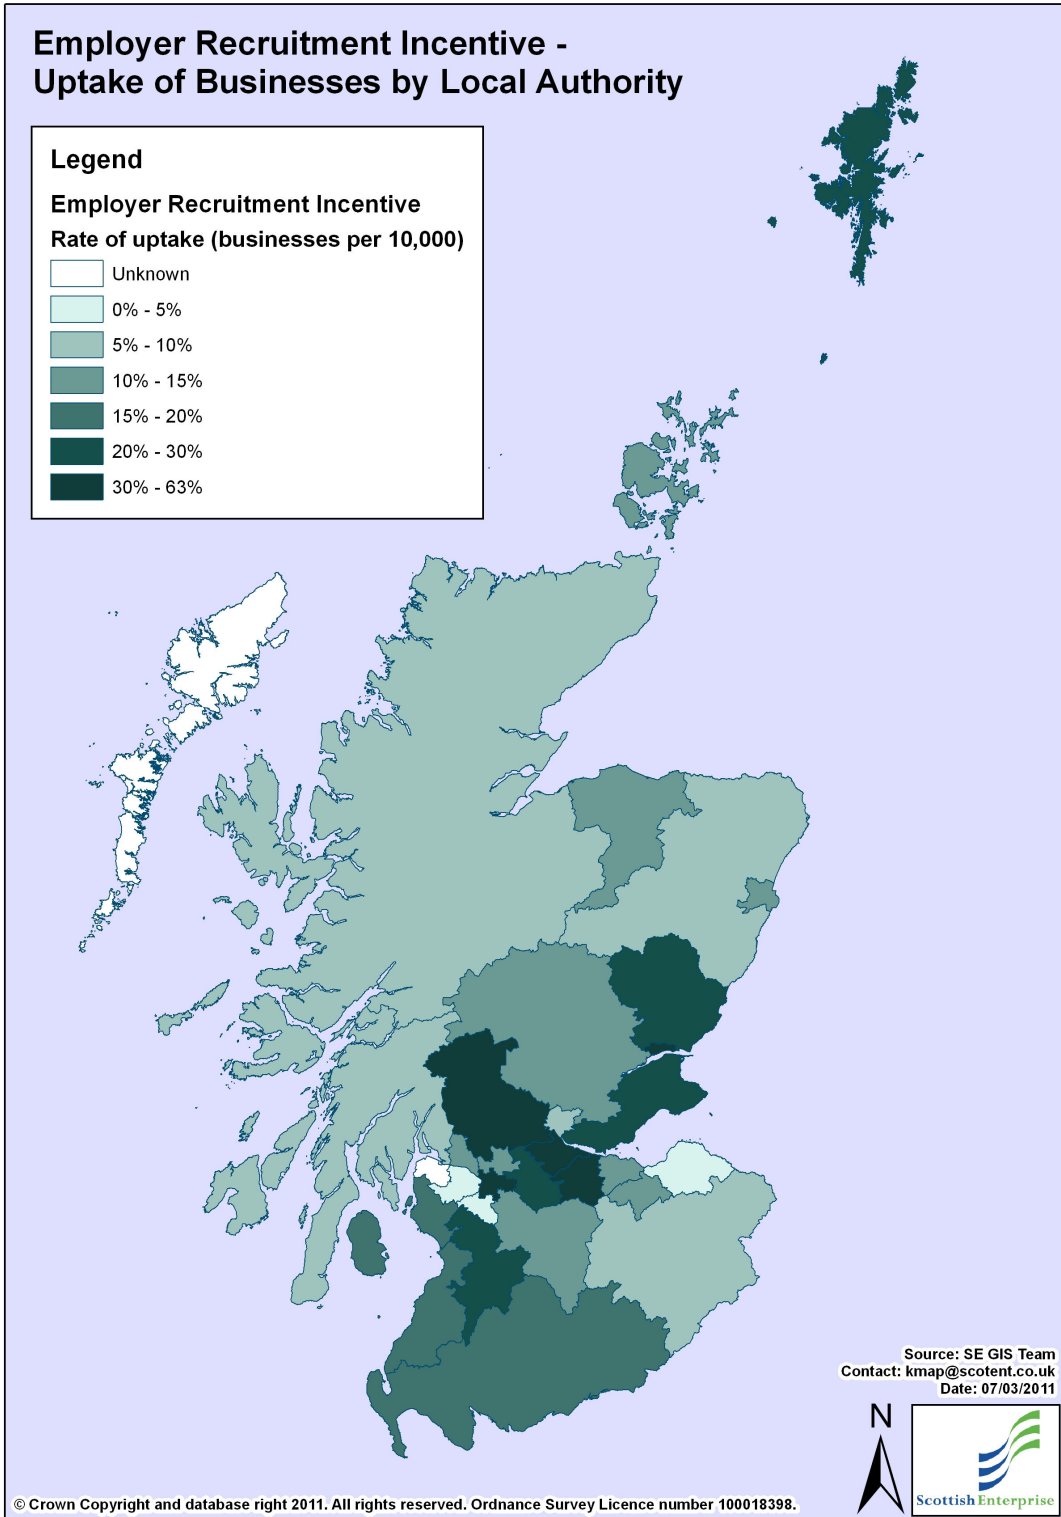 Employer Recruitment Incentive -
Uptake of Businesses by Local Authority
Legend
Employer Recruitment Incentive
Rate of uptake (businesses per 10,000)
Unknown
0% - 5%
5% - 10%
10% - 15%
15% - 20%
20% - 30%
30% - 63%
Source: SE GIS Team
Contact: kmap@scotent.co.uk
Date: 07/03/2011
N
Scottish Enterprise
© Crown Copyright and database right 2011. All rights reserved. Ordnance Survey Licence number 100018398.